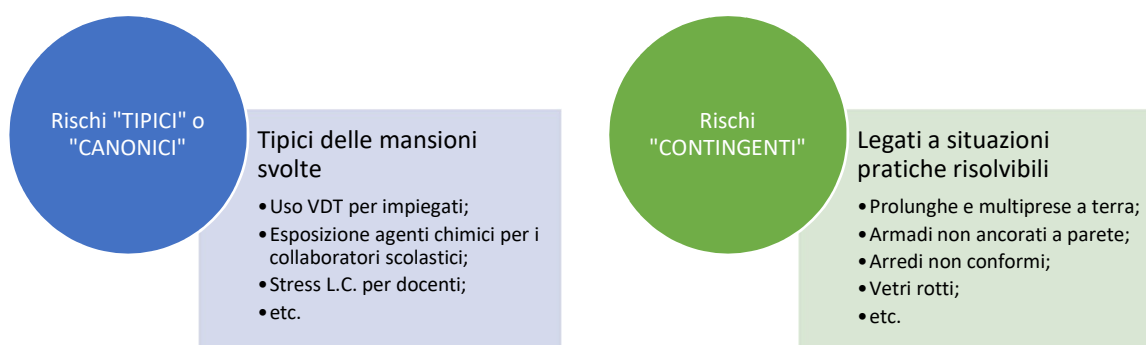 Rischi "TIPICI" o
"CANONICI"
Tipici delle mansioni
svolte
•Uso VDT per impiegati;
•Esposizione agenti chimici per i
collaboratori scolastici;
•Stress L.C. per docenti;
•etc.
Rischi
"CONTINGENTI"
Legati a situazioni
pratiche risolvibili
•Prolunghe e multiprese a terra;
•Armadi non ancorati a parete;
•Arredi non conformi;
•Vetri rotti;
•etc.